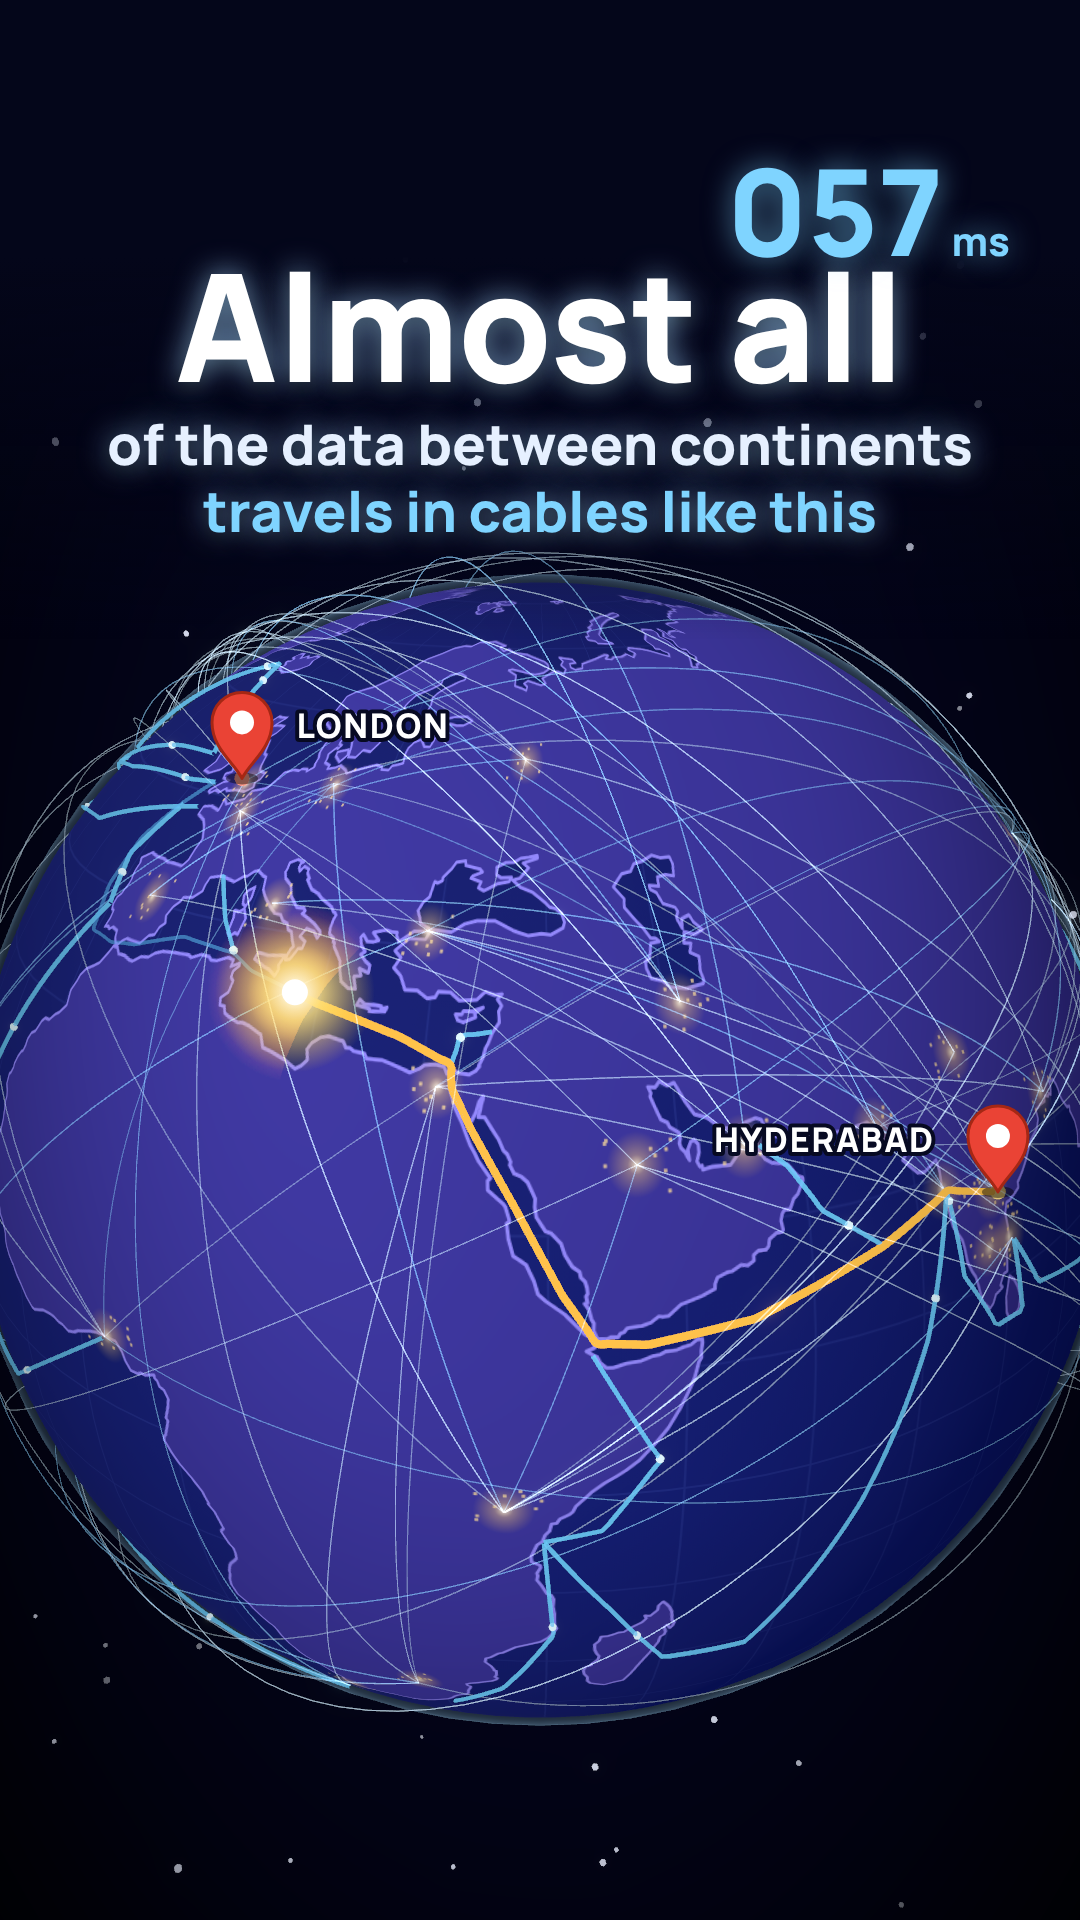 057 ms
Almost all
of the data between continents
travels in cables like this
LONDON
HYDERABAD